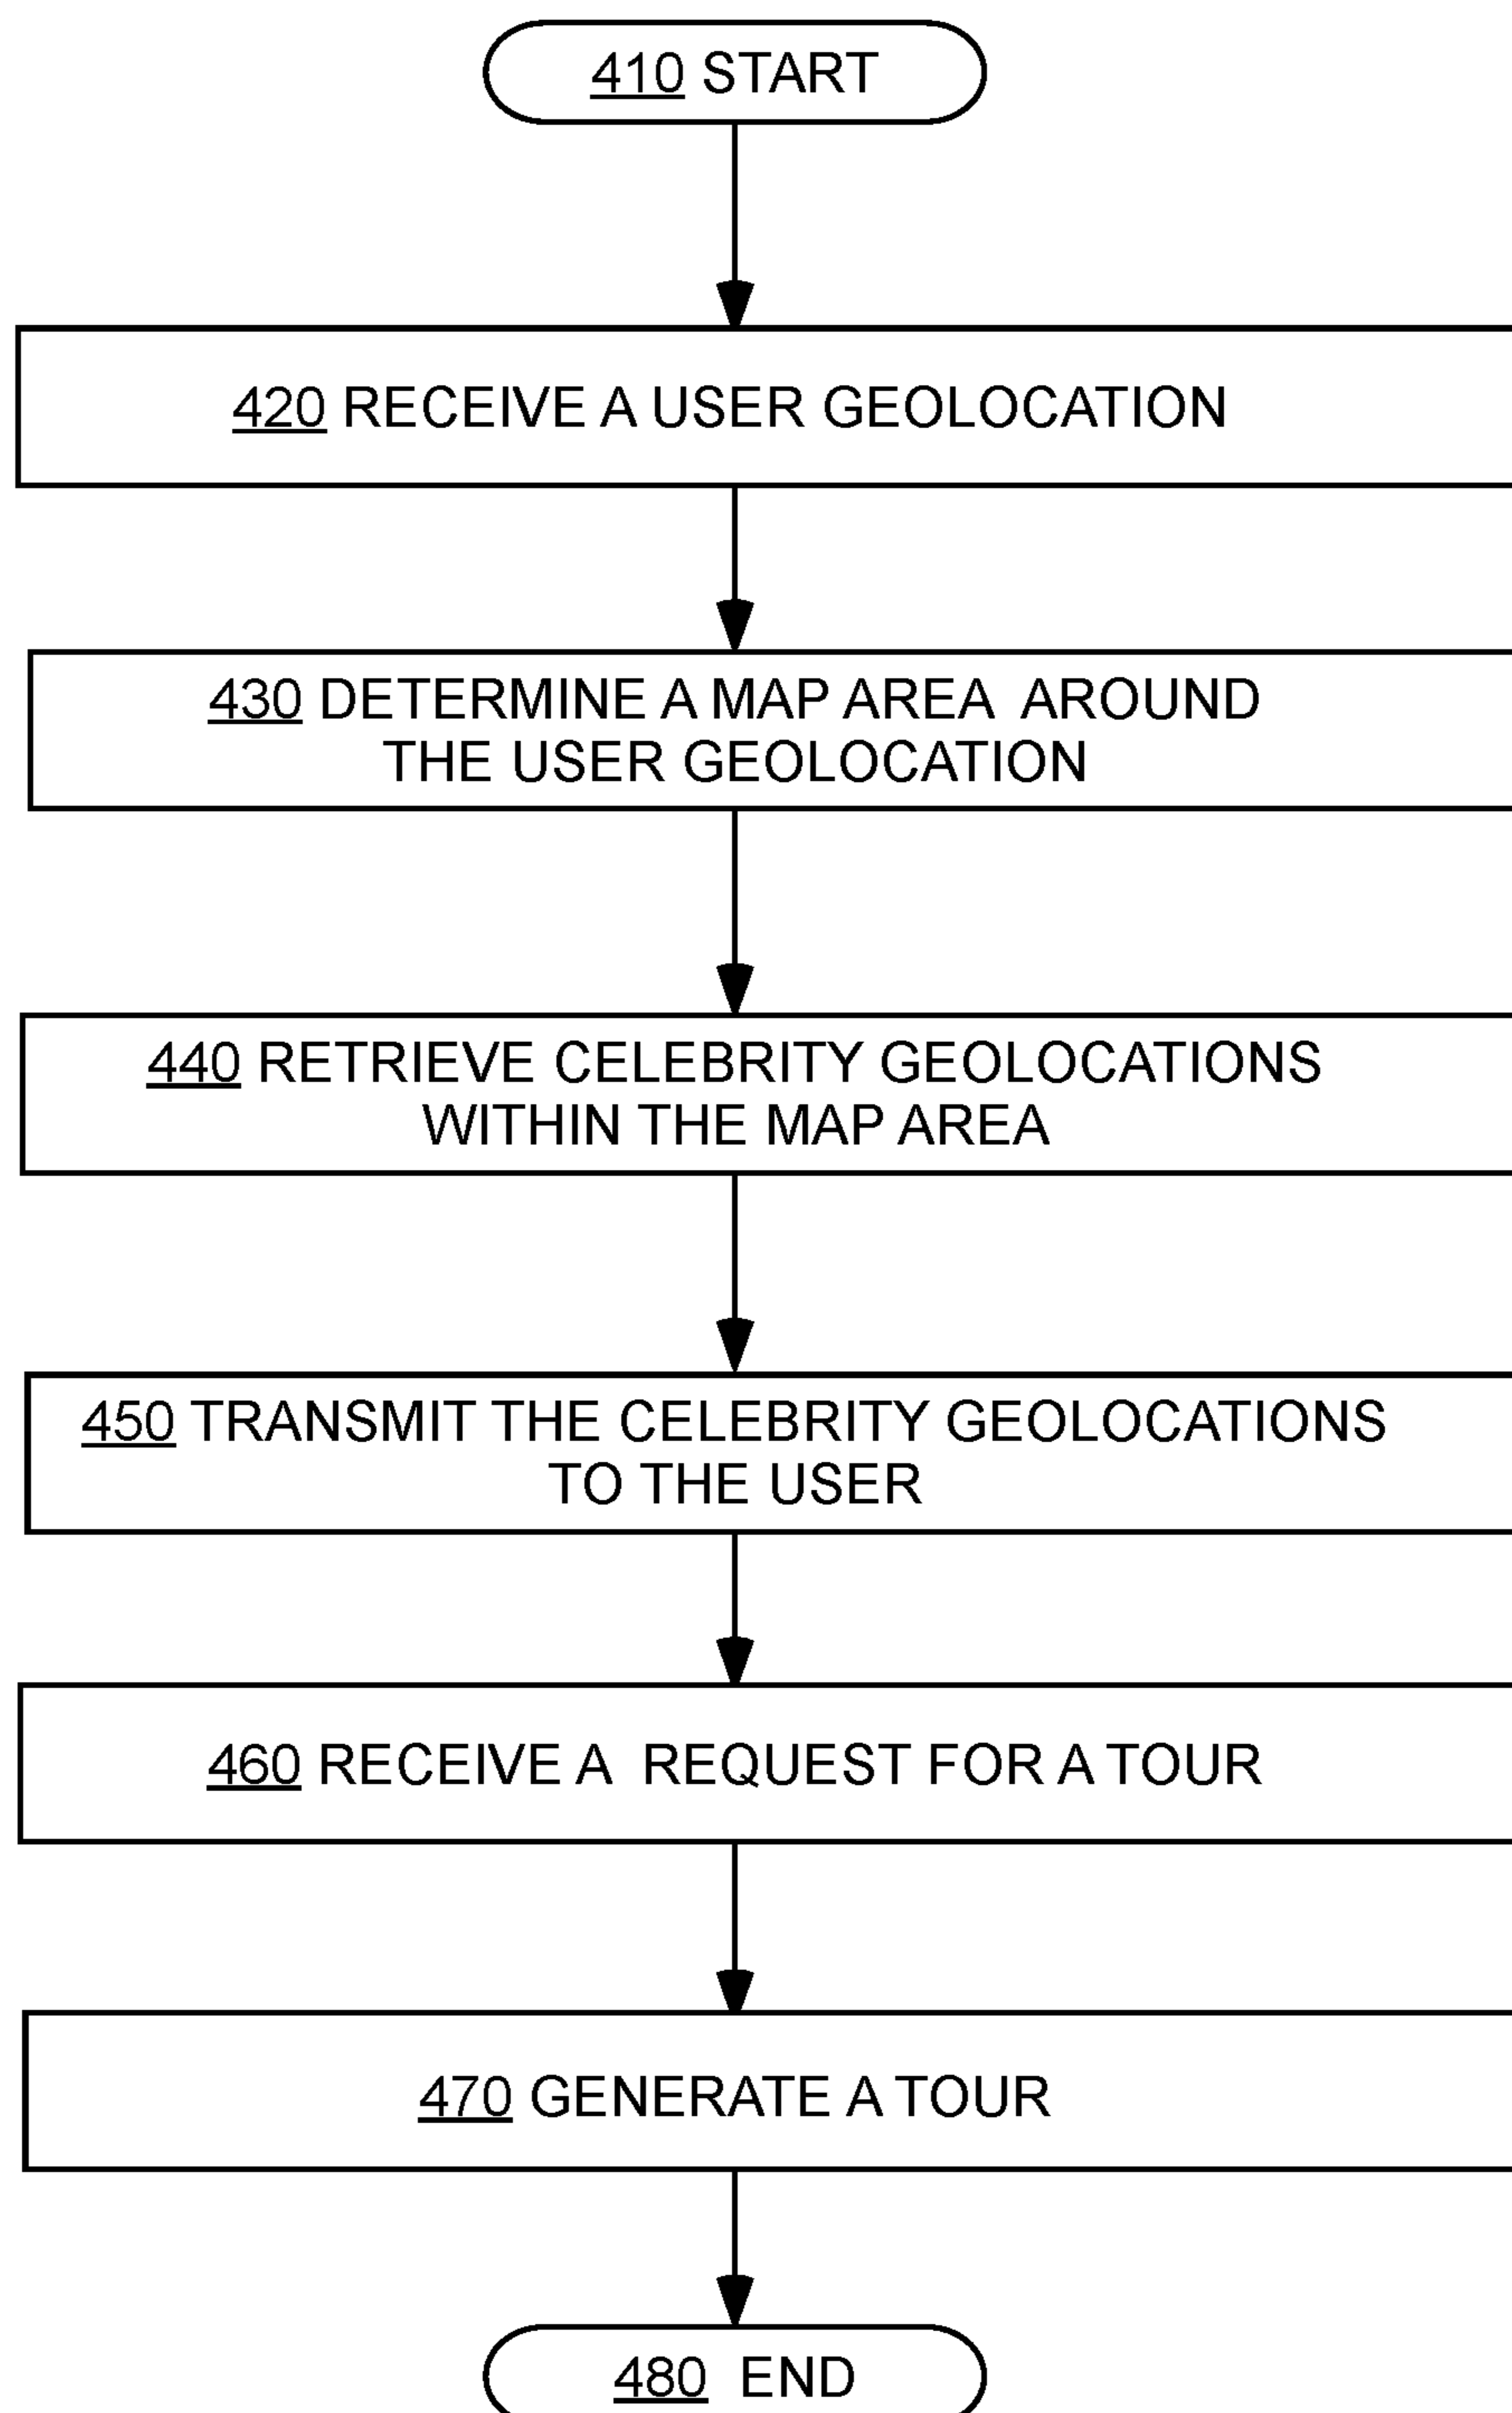 410 START
420 RECEIVE A USER GEOLOCATION
430 DETERMINE A MAP AREA AROUND
THE USER GEOLOCATION
440 RETRIEVE CELEBRITY GEOLOCATIONS
WITHIN THE MAP AREA
450 TRANSMIT THE CELEBRITY GEOLOCATIONS
TO THE USER
460 RECEIVE A REQUEST FOR A TOUR
470 GENERATE A TOUR
480 END